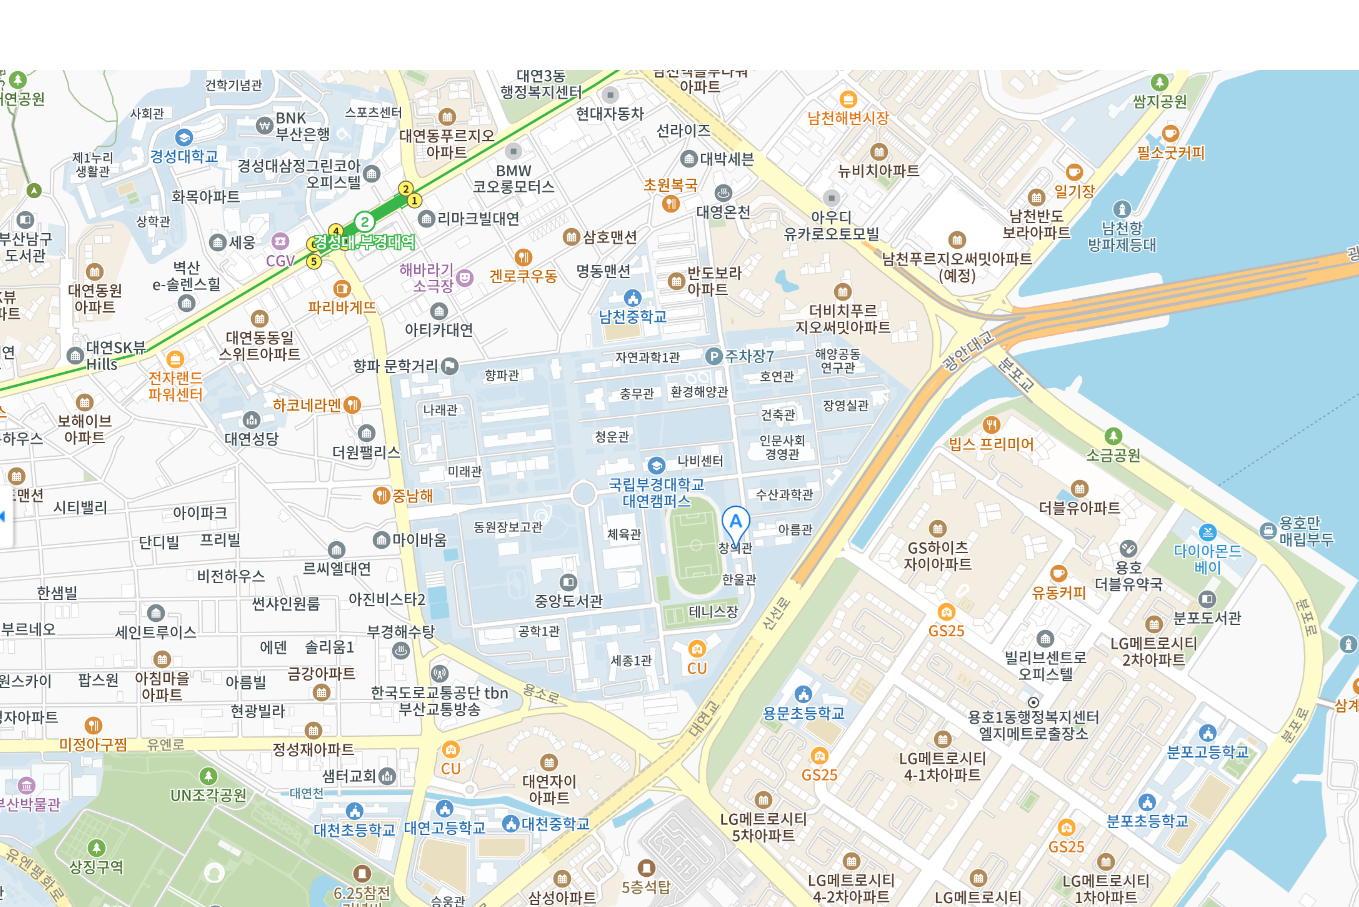 건학기념관
사회관
BNK
부산은행
스포츠센터
대연3동
행정복지센터
현대자동차
선라이즈
남천해변시장
쌈지공원
필소굿커피
경성대학교
제1누리
생활관
경성대삼정그린코아
오피스텔
대연동푸르지오
아파트
BMW
코오롱모터스
대박세븐
뉴비치아파트
일기장
화목아파트
초원복국
대영온천
아우디
유카로오토모빌
남천반도
보라아파트
남천항
방파제등대
상학관
2
1
4
6
5
2
경성대.부경대역
리마크빌대연
삼호맨션
부산남구
도서관
세웅
CGV
남천푸르지오써밋아파트
(예정)
벽산
e-솔렌스힐
대연동원
아파트
해바라기
소극장
겐로쿠우동
명동맨션
반도보라
아파트
파리바게뜨
남천중학교
더비치푸르
지오써밋아파트
아티카대연
대연동동일
스위트아파트
대연SK뷰
Hills
향파 문학거리
자연과학1관
P
주차장7
해양공동
연구관
광안대교
분포교
전자랜드
파워센터
향파관
호연관
충무관
환경해양관
나래관
장영실관
하코네라멘
보해이브
아파트
대연성당
건축관
빕스 프리미어
청운관
인문사회
경영관
더원팰리스
소금공원
미래관
나비센터
국립부경대학교
대연캠퍼스
중남해
수산과학관
더블유아파트
시티밸리
아이파크
동원장보고관
체육관
A
창의관
아름관
GS하이츠
자이아파트
다이아몬드
베이
용호만
매립부두
단디빌
프리빌
마이바움
르씨엘대연
비전하우스
한울관
용호
더블유약국
유동커피
한샘빌
썬샤인원룸
아진비스타2
중앙도서관
테니스장
신선로
분포도서관
분포로
GS25
세인트루이스
부경해수탕
공학1관
에덴
솔리움1
세종1관
CU
LG메트로시티
2차아파트
빌리브센트로
오피스텔
아침마을
아파트
팝스원
아름빌
금강아파트
한국도로교통공단 tbn
부산교통방송
용소로
용문초등학교
현광빌라
대연교
용호1동행정복지센터
엘지메트로출장소
분포로
분포고등학교
미정아구찜
유엔로
정성재아파트
CU
GS25
LG메트로시티
4-1차아파트
샘터교회
대연자이
아파트
UN조각공원
대연천
대천초등학교
대연고등학교
대천중학교
LG메트로시티
5차아파트
분포초등학교
GS25
상징구역
유엔평화로
6.25참전
승웅관
삼성아파트
5층석탑
LG메트로시티
4-2차아파트
LG메트로시티
LG메트로시티
1차아파트